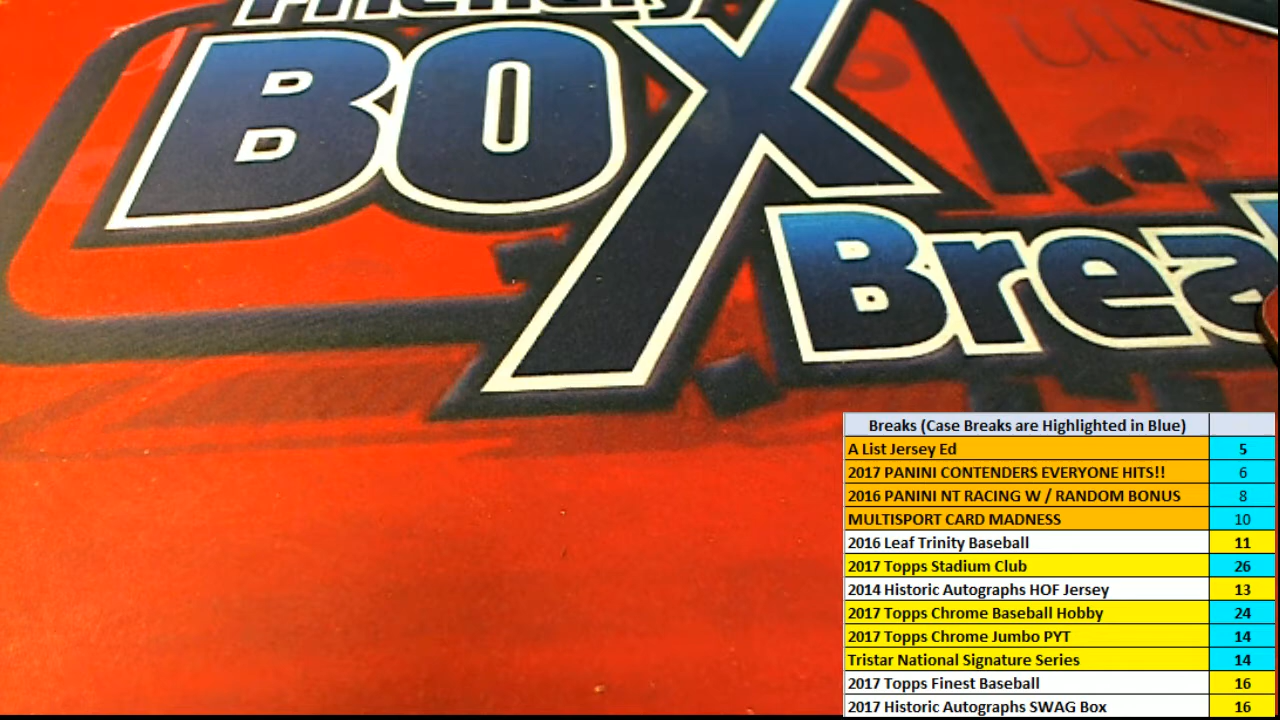 Friendly
BOX
Ultra
Brea
Breaks (Case Breaks are Highlighted in Blue)
A List Jersey Ed 5
2017 PANINI CONTENDERS EVERYONE HITS!! 6
2016 PANINI NT RACING W / RANDOM BONUS 8
MULTISPORT CARD MADNESS 10
2016 Leaf Trinity Baseball 11
2017 Topps Stadium Club 26
2014 Historic Autographs HOF Jersey 13
2017 Topps Chrome Baseball Hobby 24
2017 Topps Chrome Jumbo PYT 14
Tristar National Signature Series 14
2017 Topps Finest Baseball 16
2017 Historic Autographs SWAG Box 16